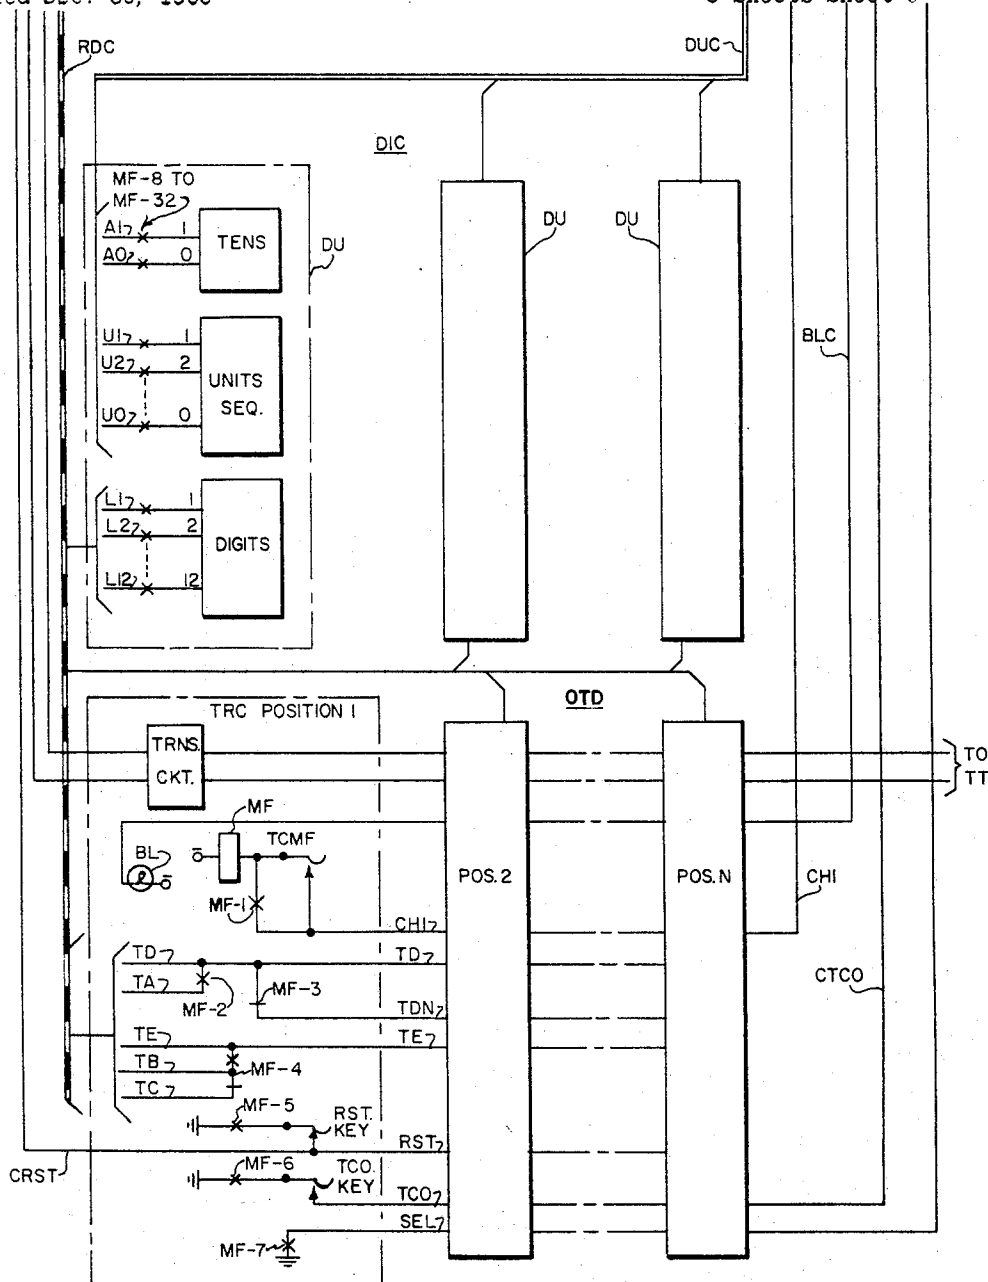 RDC
DUC
DIC
MF-8 TO
MF-32
A1 1
A0 0
TENS
DU
DU
DU
U1 1
U2 2
U0 0
UNITS
SEQ.
BLC
L1 1
L2 2
L12 12
DIGITS
OTD
TRC POSITION 1
TRNS.
CKT.
TO
TT
MF
TCMF
BL
MF-1
POS. 2
POS. N
CHI
CHI
TD
TD
TA
MF-2
MF-3
TDN
CTCO
TE
TE
TB
MF-4
TC
MF-5
RST.
KEY
RST
CRST
MF-6
TCO.
KEY
TCO
SEL
MF-7